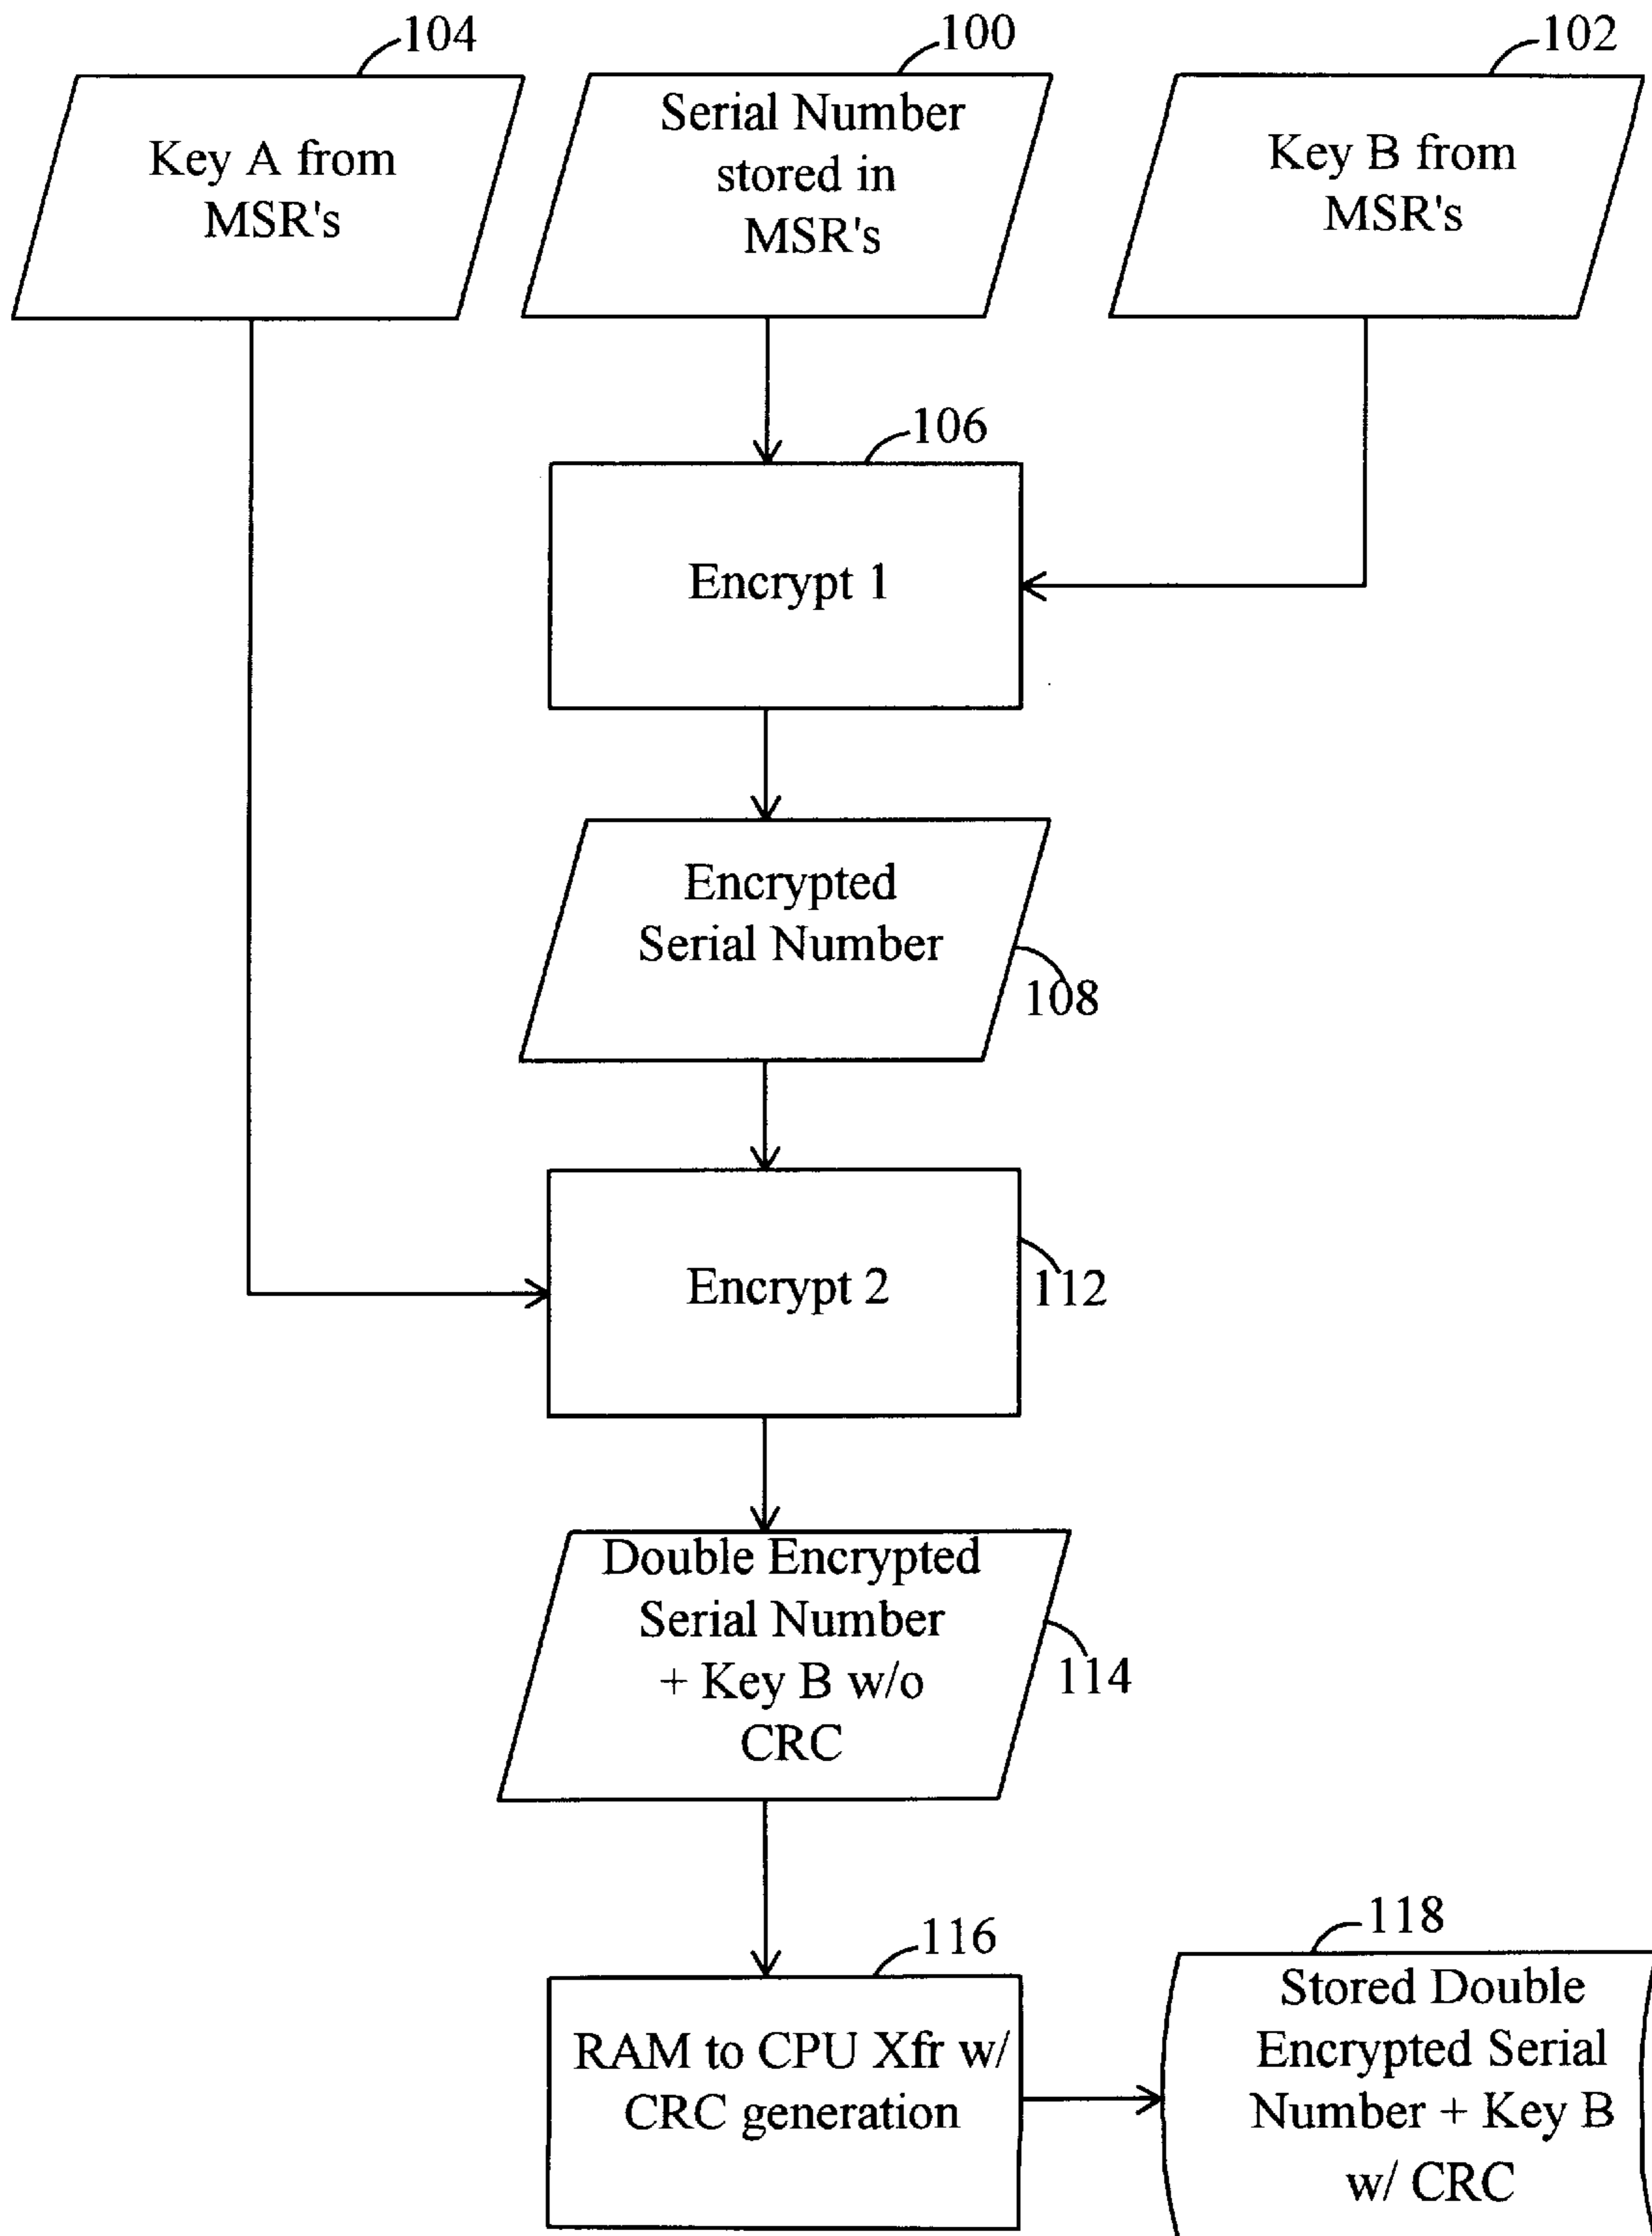 104
100
102
Key A from
MSR's
Serial Number
stored in
MSR's
Key B from
MSR's
106
Encrypt 1
Encrypted
Serial Number
108
Encrypt 2
112
Double Encrypted
Serial Number
+ Key B w/o
CRC
114
116
RAM to CPU Xfr w/
CRC generation
118
Stored Double
Encrypted Serial
Number + Key B
w/ CRC